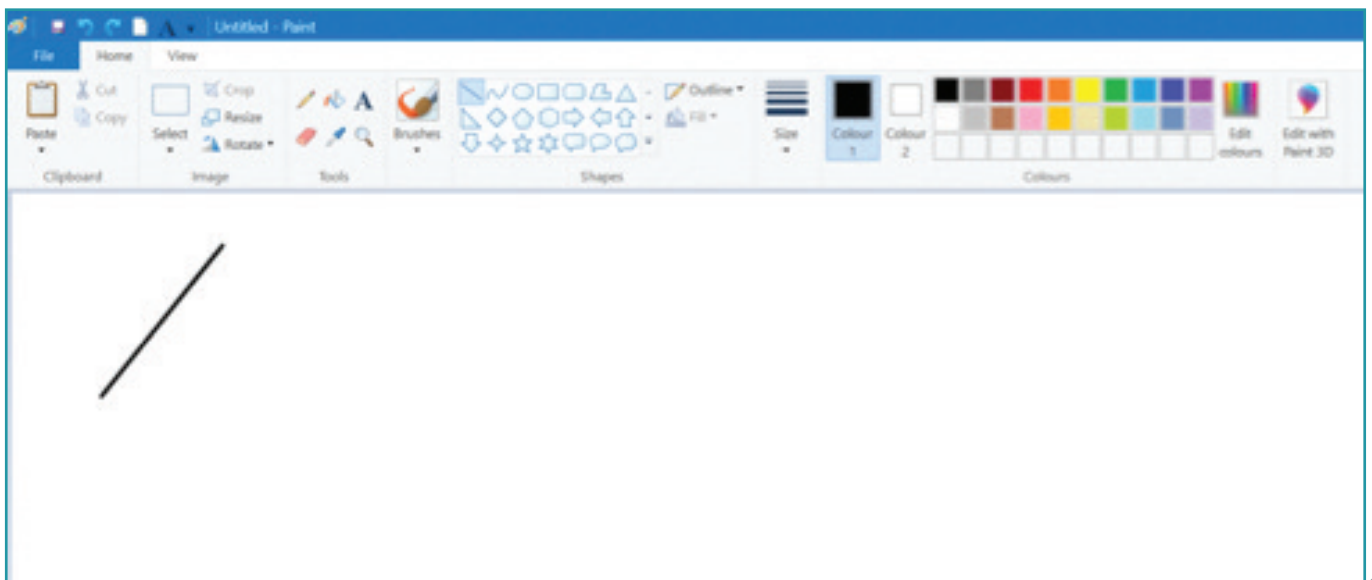 Untitled - Paint
File Home View
Paste Cut Copy Clipboard
Select Crop Resize Rotate Image
A Tools
Brushes
Outline Fill Shapes
Size
Colour 1 Colour 2 Edit colours Colours
Edit with Paint 3D